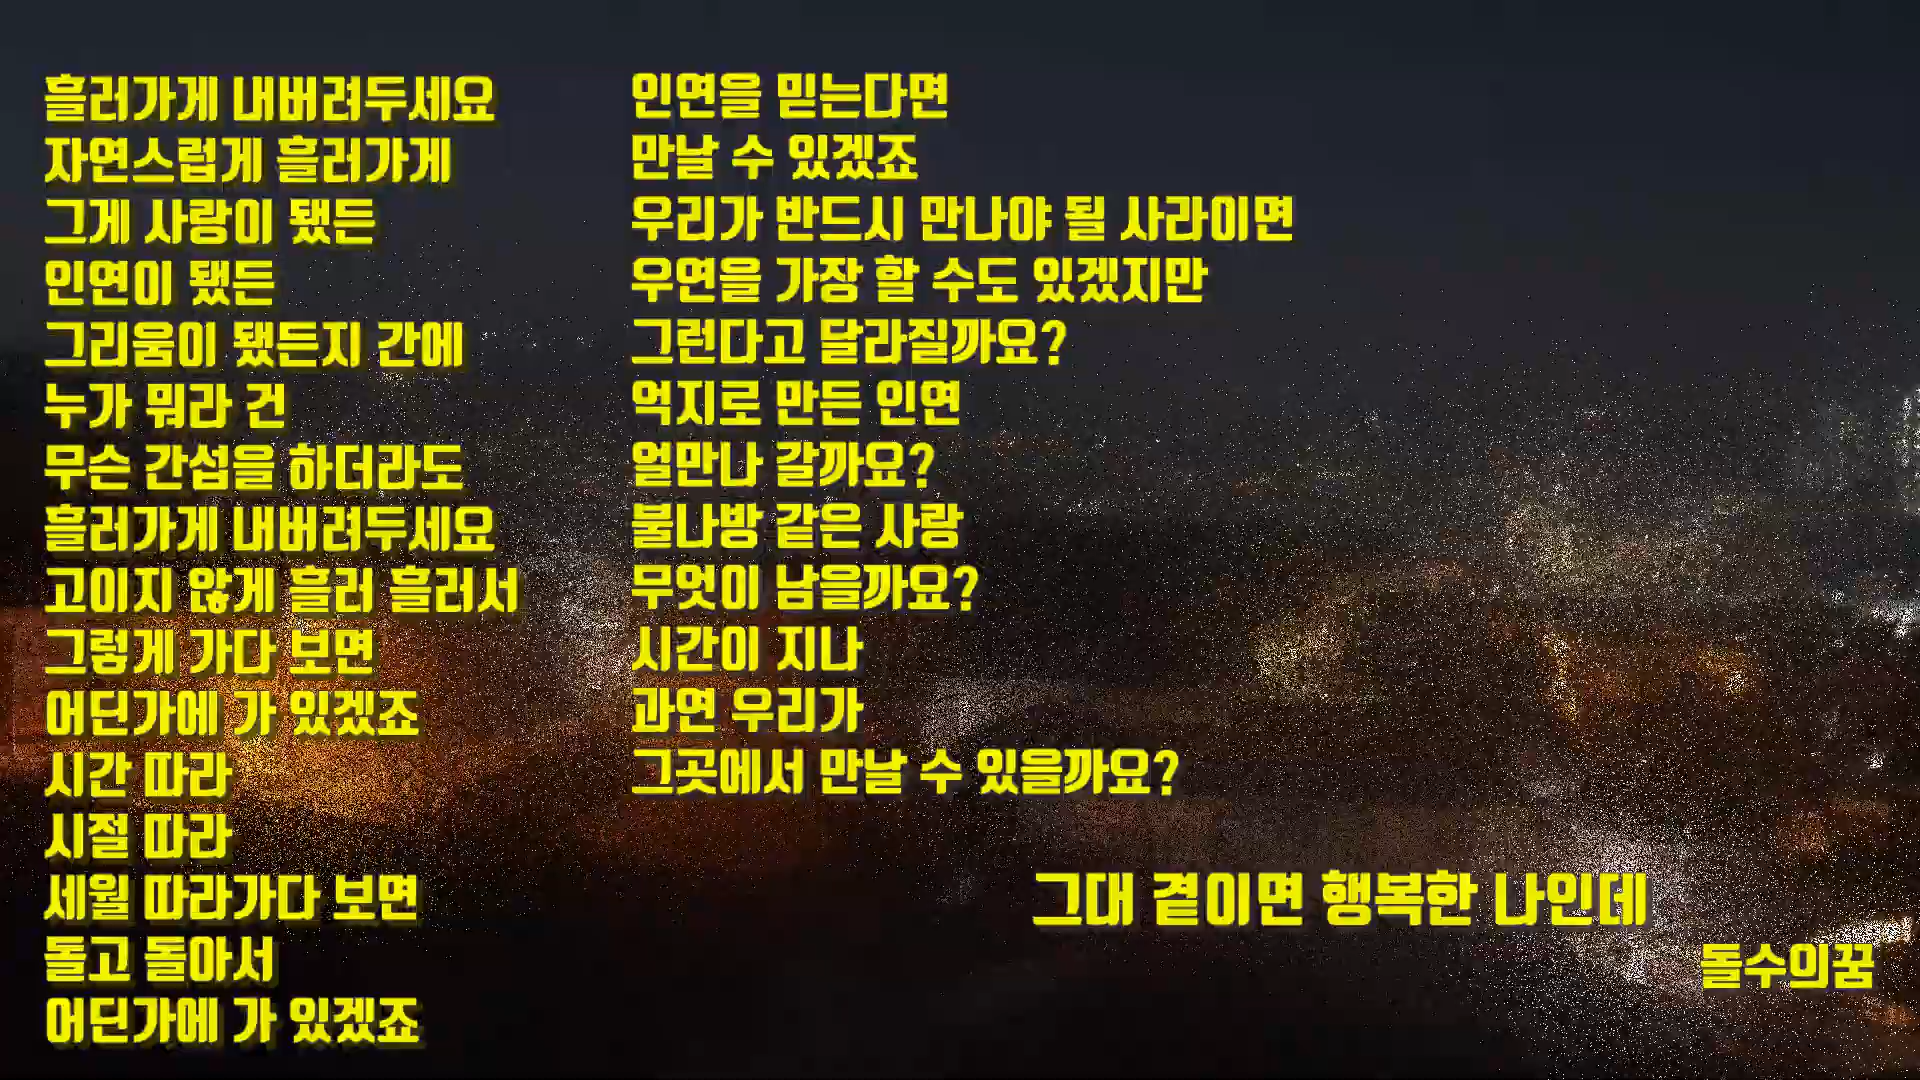 흘러가게 내버려두세요
자연스럽게 흘러가게
그게 사랑이 됐든
인연이 됐든
그리움이 됐든지 간에
누가 뭐라 건
무슨 간섭을 하더라도
흘러가게 내버려두세요
고이지 않게 흘러 흘러서
그렇게 가다 보면
어딘가에 가 있겠죠
시간 따라
시절 따라
세월 따라가다 보면
돌고 돌아서
어딘가에 가 있겠죠
인연을 믿는다면
만날 수 있겠죠
우리가 반드시 만나야 될 사라이면
우연을 가장 할 수도 있겠지만
그런다고 달라질까요?
억지로 만든 인연
얼만나 갈까요?
불나방 같은 사랑
무엇이 남을까요?
시간이 지나
과연 우리가
그곳에서 만날 수 있을까요?
그대 곁이면 행복한 나인데
돌수의꿈